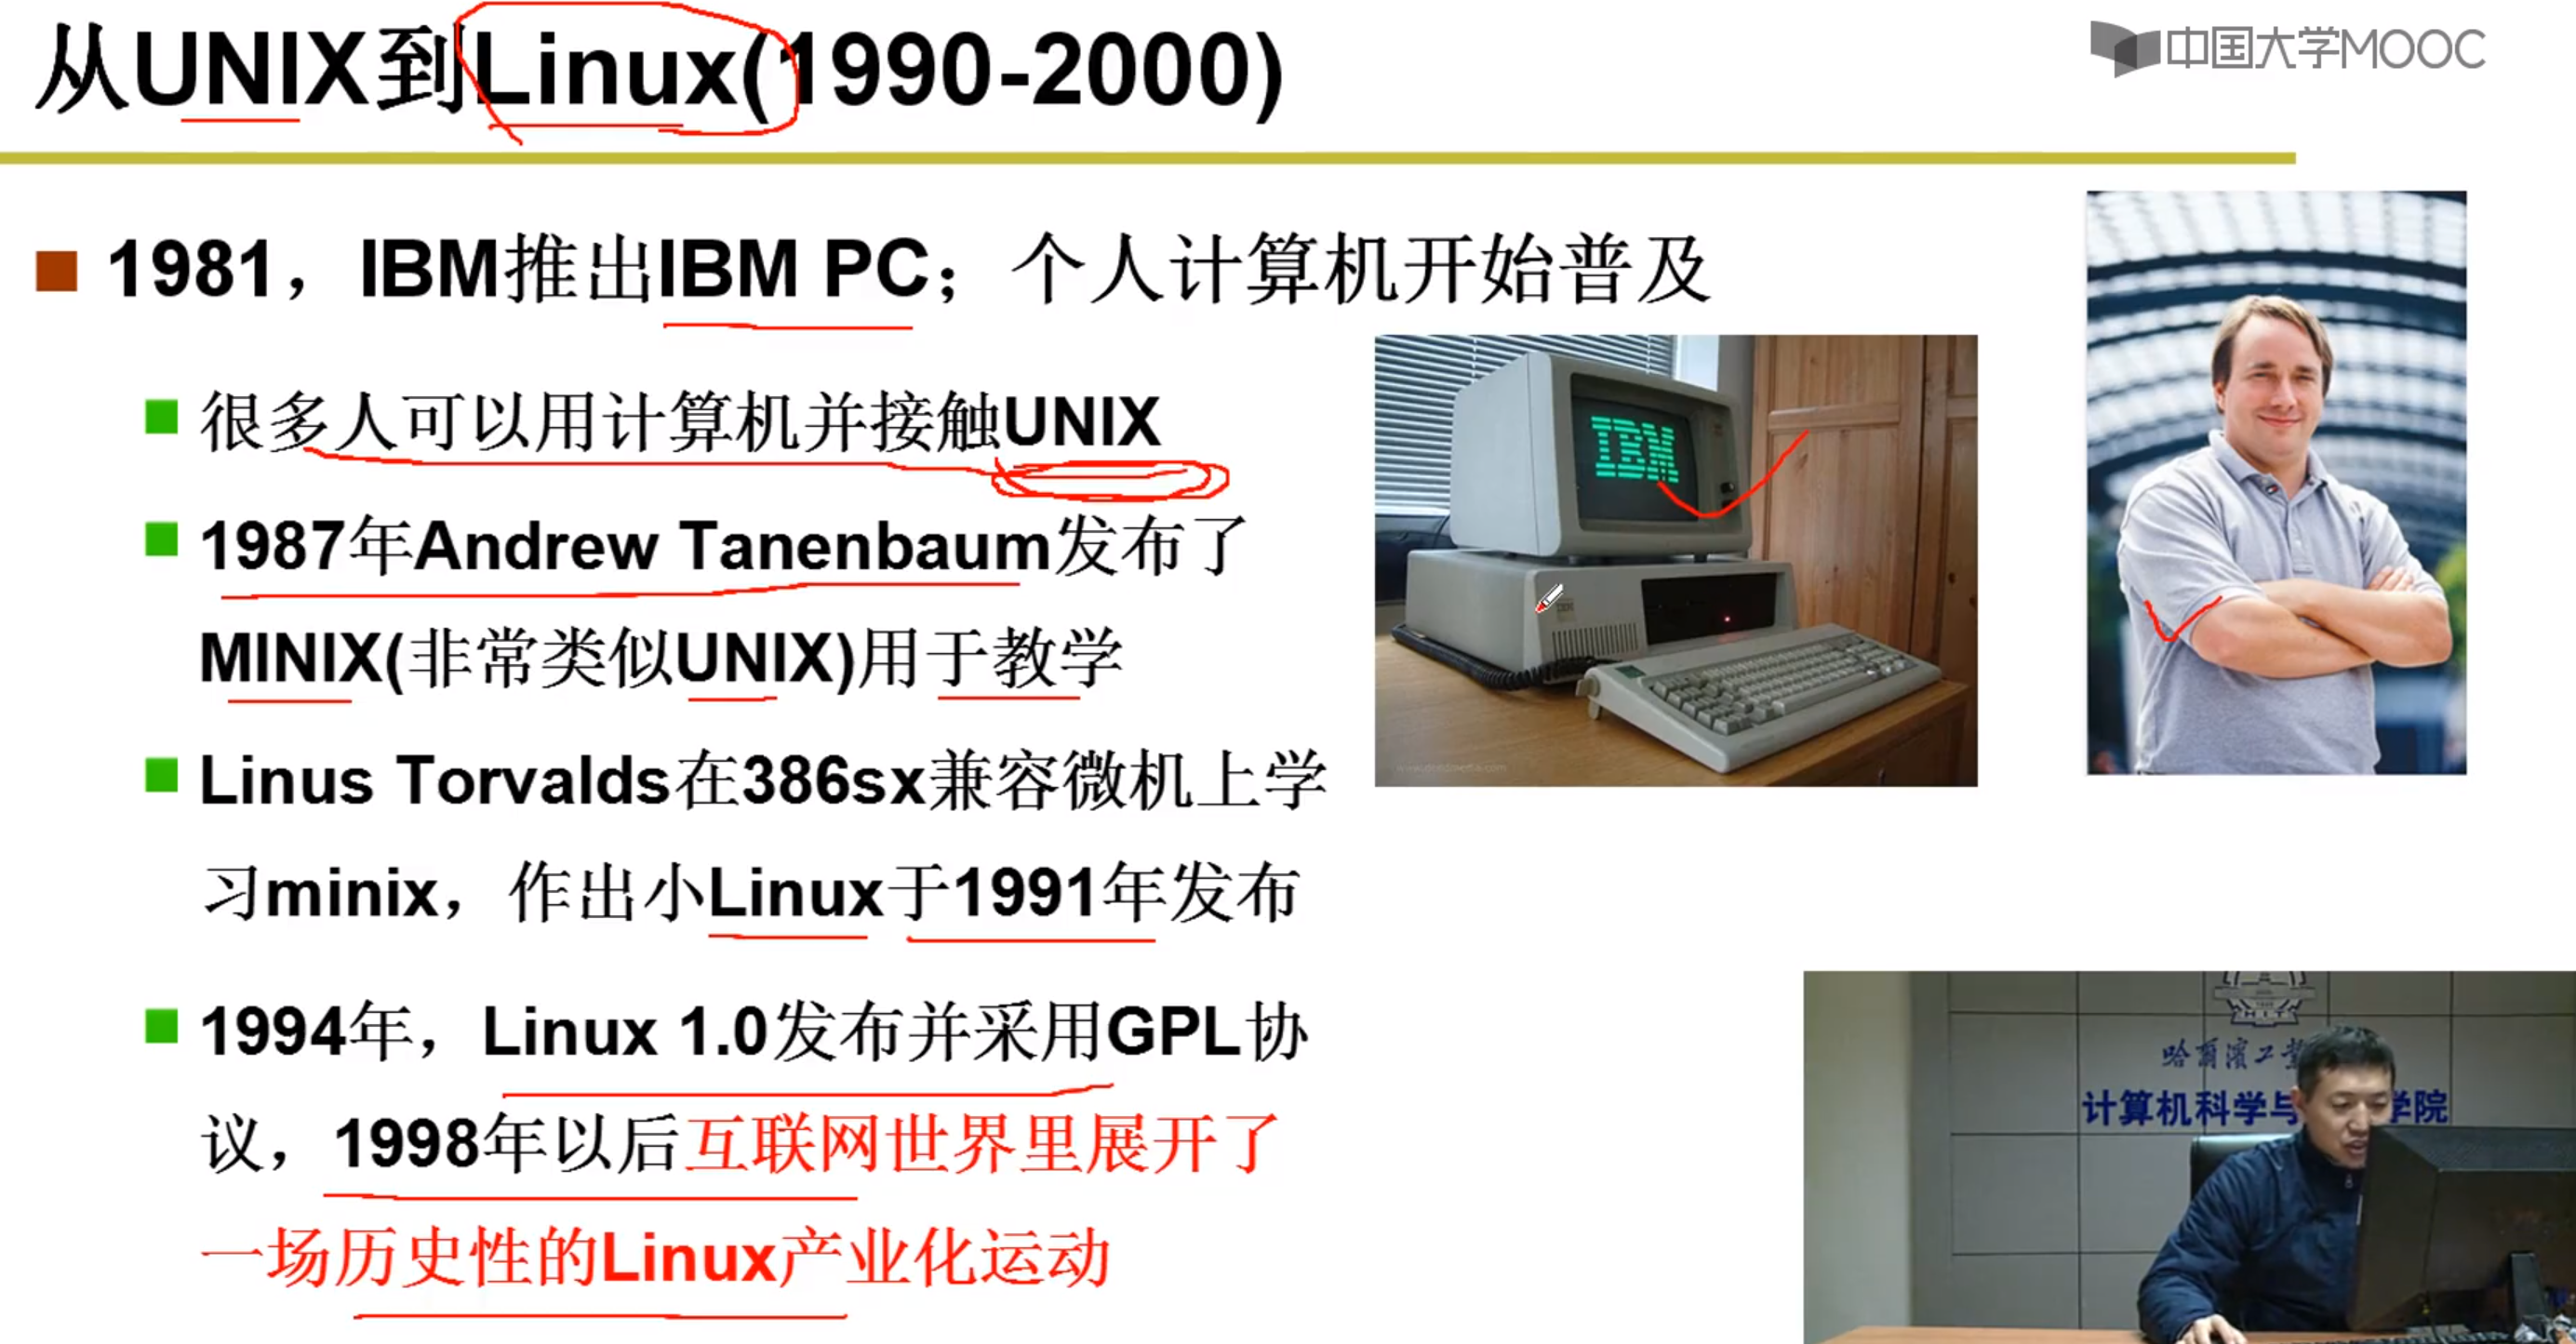 从UNIX到Linux(1990-2000)
中国大学MOOC
1981，IBM推出IBM PC；个人计算机开始普及
很多人可以用计算机并接触UNIX
1987年Andrew Tanenbaum发布了
MINIX(非常类似UNIX)用于教学
Linus Torvalds在386sx兼容微机上学
习minix，作出小Linux于1991年发布
1994年，Linux 1.0发布并采用GPL协
议，1998年以后互联网世界里展开了
一场历史性的Linux产业化运动
IBM
哈尔滨工业
计算机科学与
学院